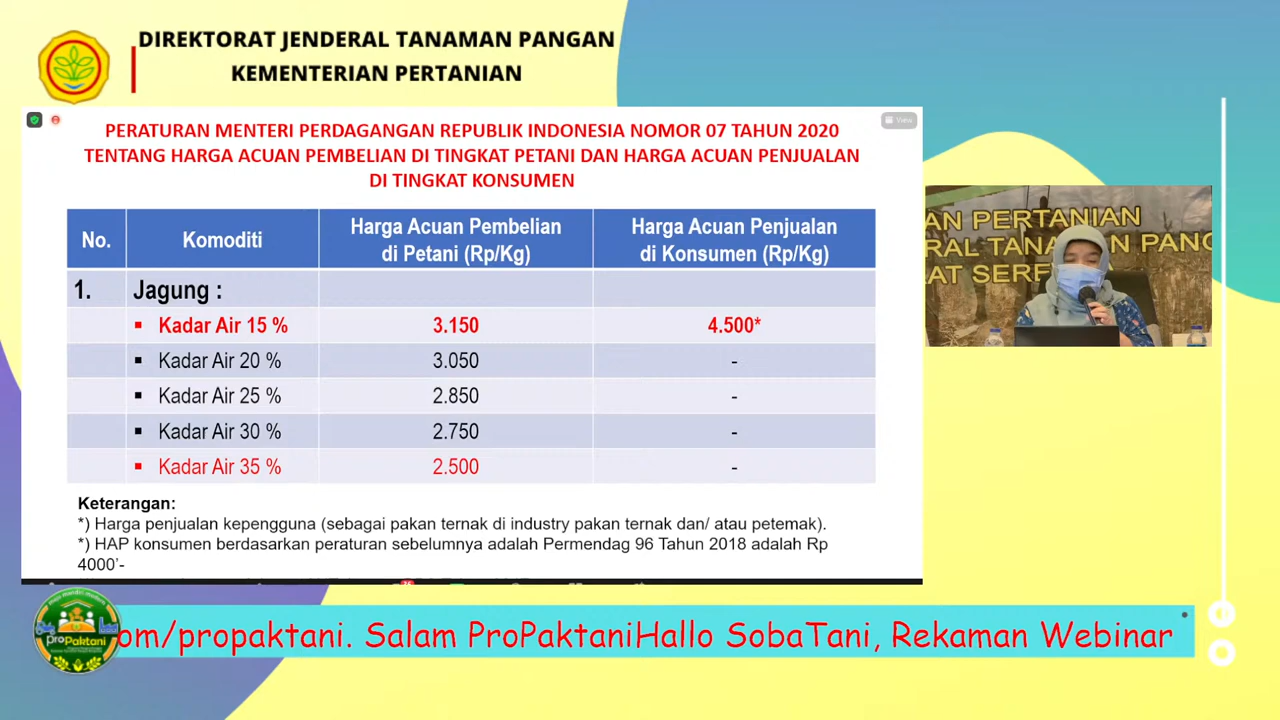 DIREKTORAT JENDERAL TANAMAN PANGAN
KEMENTERIAN PERTANIAN
View
PERATURAN MENTERI PERDAGANGAN REPUBLIK INDONESIA NOMOR 07 TAHUN 2020
TENTANG HARGA ACUAN PEMBELIAN DI TINGKAT PETANI DAN HARGA ACUAN PENJUALAN
DI TINGKAT KONSUMEN
No. Komoditi Harga Acuan Pembelian di Petani (Rp/Kg) Harga Acuan Penjualan di Konsumen (Rp/Kg)
1. Jagung :
▪ Kadar Air 15 % 3.150 4.500*
▪ Kadar Air 20 % 3.050 -
▪ Kadar Air 25 % 2.850 -
▪ Kadar Air 30 % 2.750 -
▪ Kadar Air 35 % 2.500 -
Keterangan:
*) Harga penjualan kepengguna (sebagai pakan ternak di industry pakan ternak dan/ atau petemak).
*) HAP konsumen berdasarkan peraturan sebelumnya adalah Permendag 96 Tahun 2018 adalah Rp
4000'-
AN PERTANIAN
ERAL TANA PANG
AT SERE
ProPaktani
om/propaktani. Salam ProPaktaniHallo SobaTani, Rekaman Webinar